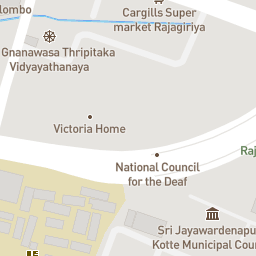 lombo
Cargills Super
market Rajagiriya
Gnanawasa Thripitaka
Vidyayathanaya
Victoria Home
National Council
for the Deaf
Raj
Sri Jayawardenapu
Kotte Municipal Coun